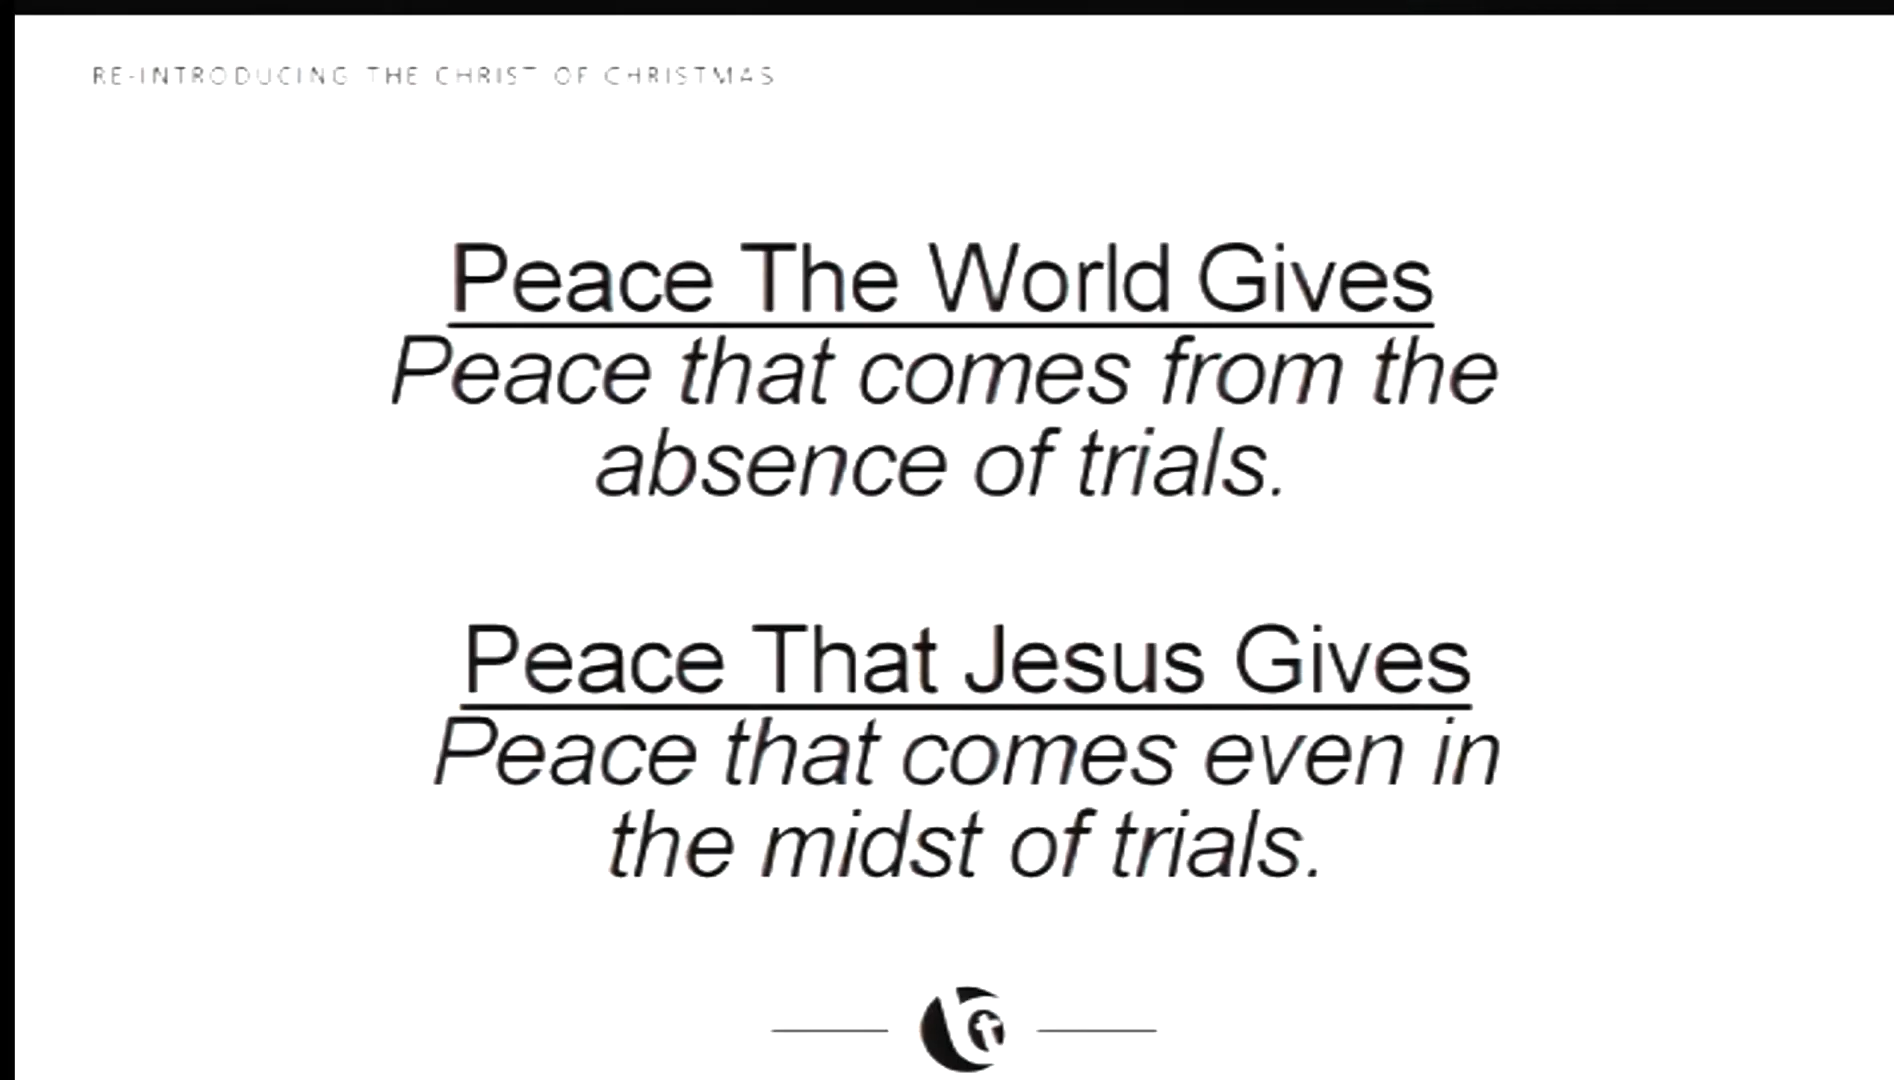 RE-INTRODUCING THE CHRIST OF CHRISTMAS
Peace The World Gives
Peace that comes from the
absence of trials.
Peace That Jesus Gives
Peace that comes even in
the midst of trials.